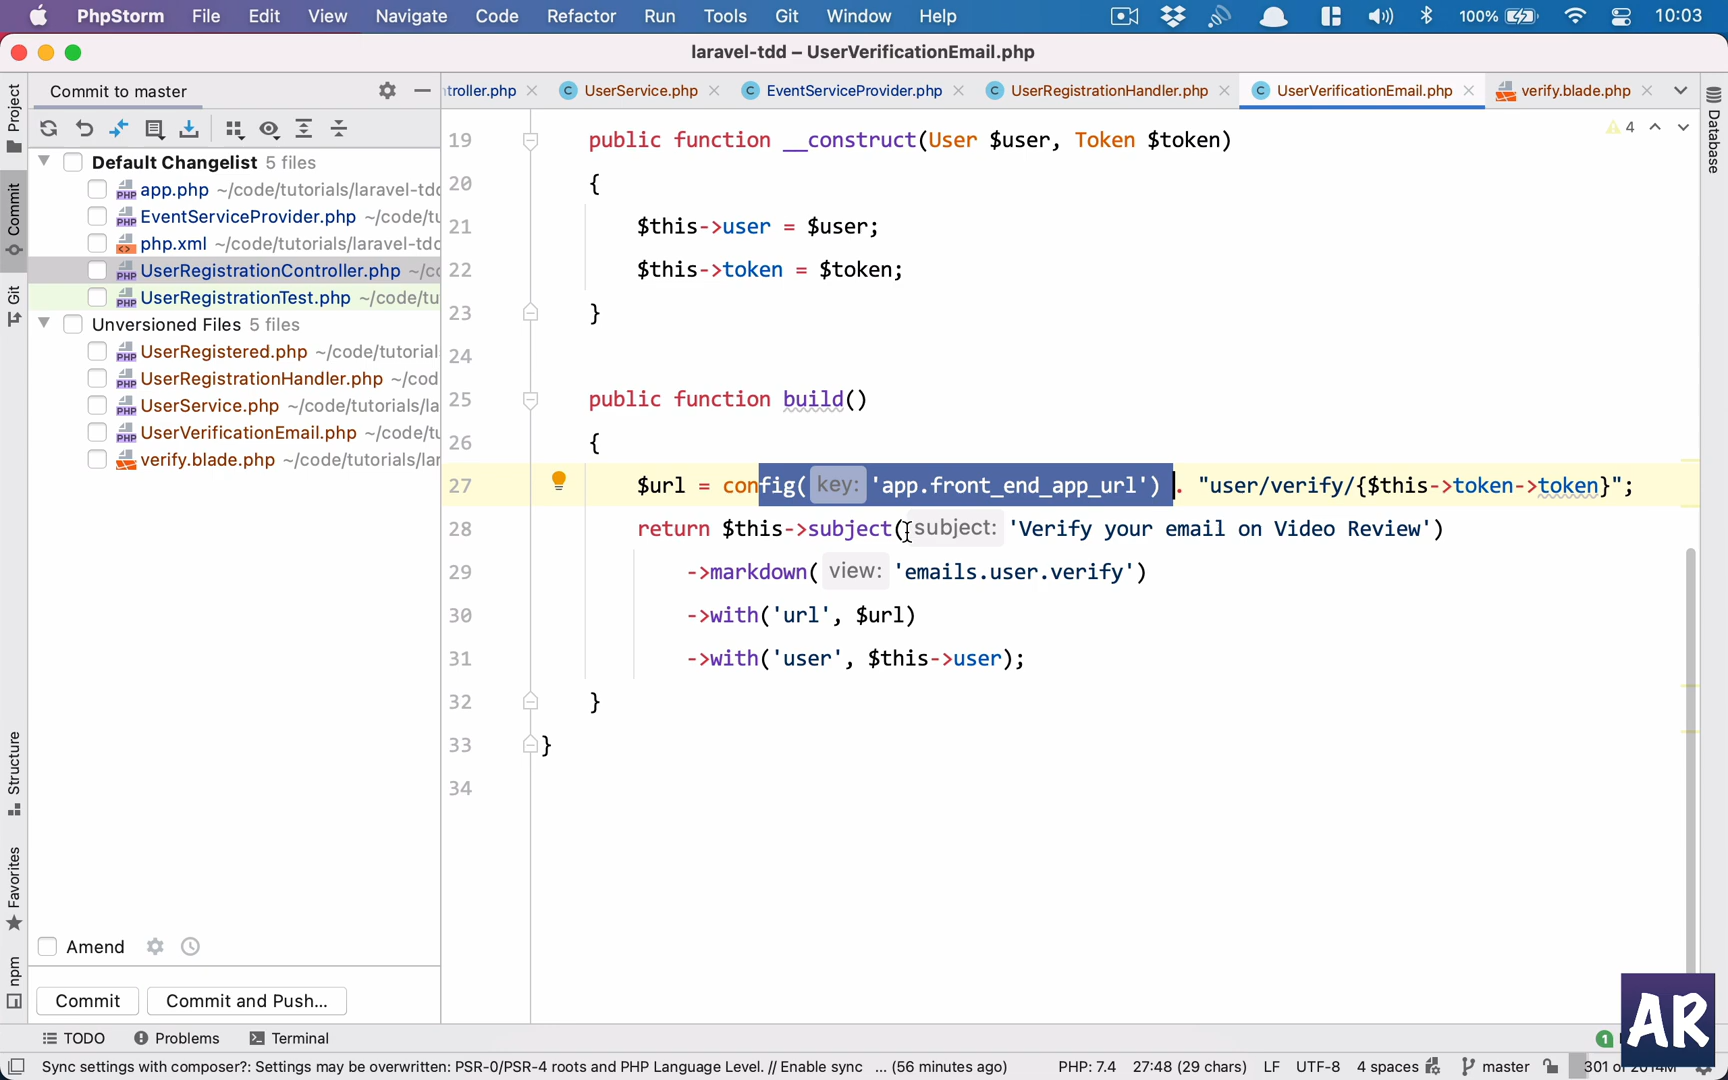 PhpStorm File Edit View Navigate Code Refactor Run Tools Git Window Help 100% 10:03
laravel-tdd – UserVerificationEmail.php
Commit to master
troller.php UserService.php EventServiceProvider.php UserRegistrationHandler.php UserVerificationEmail.php verify.blade.php
Project
Commit
Git
Structure
Favorites
npm
Database
Default Changelist 5 files
app.php ~/code/tutorials/laravel-tdd
EventServiceProvider.php ~/code/tu
php.xml ~/code/tutorials/laravel-tdd
UserRegistrationController.php ~/co
UserRegistrationTest.php ~/code/tu
Unversioned Files 5 files
UserRegistered.php ~/code/tutorial
UserRegistrationHandler.php ~/cod
UserService.php ~/code/tutorials/la
UserVerificationEmail.php ~/code/tu
verify.blade.php ~/code/tutorials/lar
Amend
Commit Commit and Push...
4
19 public function __construct(User $user, Token $token)
20 {
21 $this->user = $user;
22 $this->token = $token;
23 }
24
25 public function build()
26 {
27 $url = config( key: 'app.front_end_app_url') . "user/verify/{$this->token->token}";
28 return $this->subject( subject: 'Verify your email on Video Review')
29 ->markdown( view: 'emails.user.verify')
30 ->with('url', $url)
31 ->with('user', $this->user);
32 }
33 }
34
TODO Problems Terminal 1
Sync settings with composer?: Settings may be overwritten: PSR-0/PSR-4 roots and PHP Language Level. // Enable sync ... (56 minutes ago) PHP: 7.4 27:48 (29 chars) LF UTF-8 4 spaces master 301 of 2014M
AR